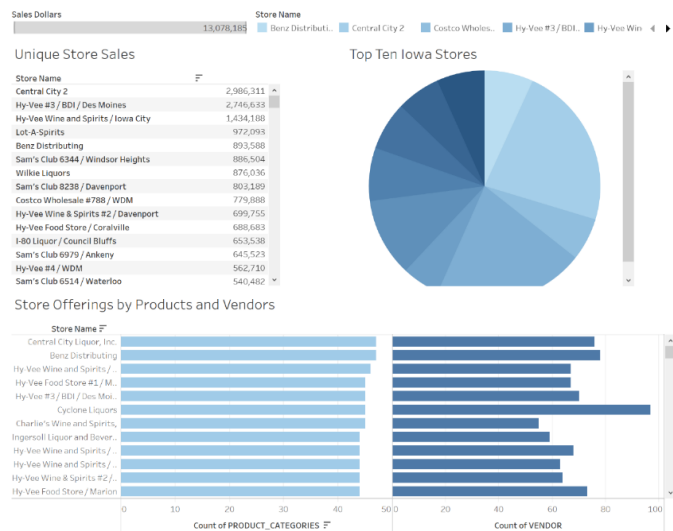 Sales Dollars
13,078,185
Store Name
Benz Distributi.. Central City 2 Costco Wholes.. Hy-Vee #3 / BDI.. Hy-Vee Win
Unique Store Sales
Top Ten Iowa Stores
Store Name
Central City 2 2,986,311
Hy-Vee #3 / BDI / Des Moines 2,746,633
Hy-Vee Wine and Spirits / Iowa City 1,434,188
Lot-A-Spirits 972,093
Benz Distributing 893,588
Sam's Club 6344 / Windsor Heights 886,504
Wilkie Liquors 876,036
Sam's Club 8238 / Davenport 803,189
Costco Wholesale #788 / WDM 779,888
Hy-Vee Wine & Spirits #2 / Davenport 699,755
Hy-Vee Food Store / Coralville 688,683
I-80 Liquor / Council Bluffs 653,538
Sam's Club 6979 / Ankeny 645,523
Hy-Vee #4 / WDM 562,710
Sam's Club 6514 / Waterloo 540,482
Store Offerings by Products and Vendors
Store Name
Central City Liquor, Inc.
Benz Distributing
Hy-Vee Wine and Spirits / ..
Hy-Vee Food Store #1 / M..
Hy-Vee #3 / BDI / Des Moi..
Cyclone Liquors
Charlie's Wine and Spirits,
Ingersoll Liquor and Bever..
Hy-Vee Wine and Spirits / ..
Hy-Vee Wine and Spirits / ..
Hy-Vee Wine & Spirits #2 / ..
Hy-Vee Food Store / Marion
0 10 20 30 40 50 0 20 40 60 80 100
Count of PRODUCT_CATEGORIES Count of VENDOR